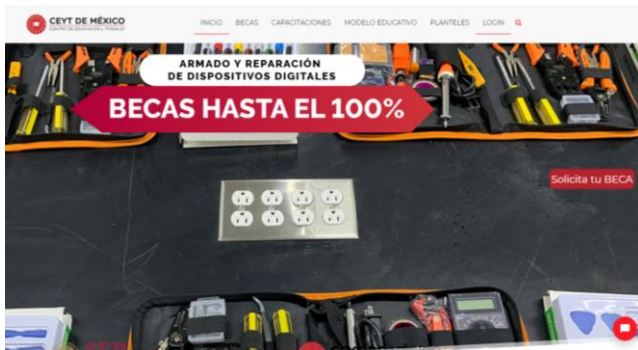 CEYT DE MÉXICO
CENTRO DE EDUCACIÓN y TRABAJO
INICIO BECAS CAPACITACIONES MODELO EDUCATIVO PLANTELES LOGIN
ARMADO Y REPARACIÓN
DE DISPOSITIVOS DIGITALES
BECAS HASTA EL 100%
Solicita tu BECA